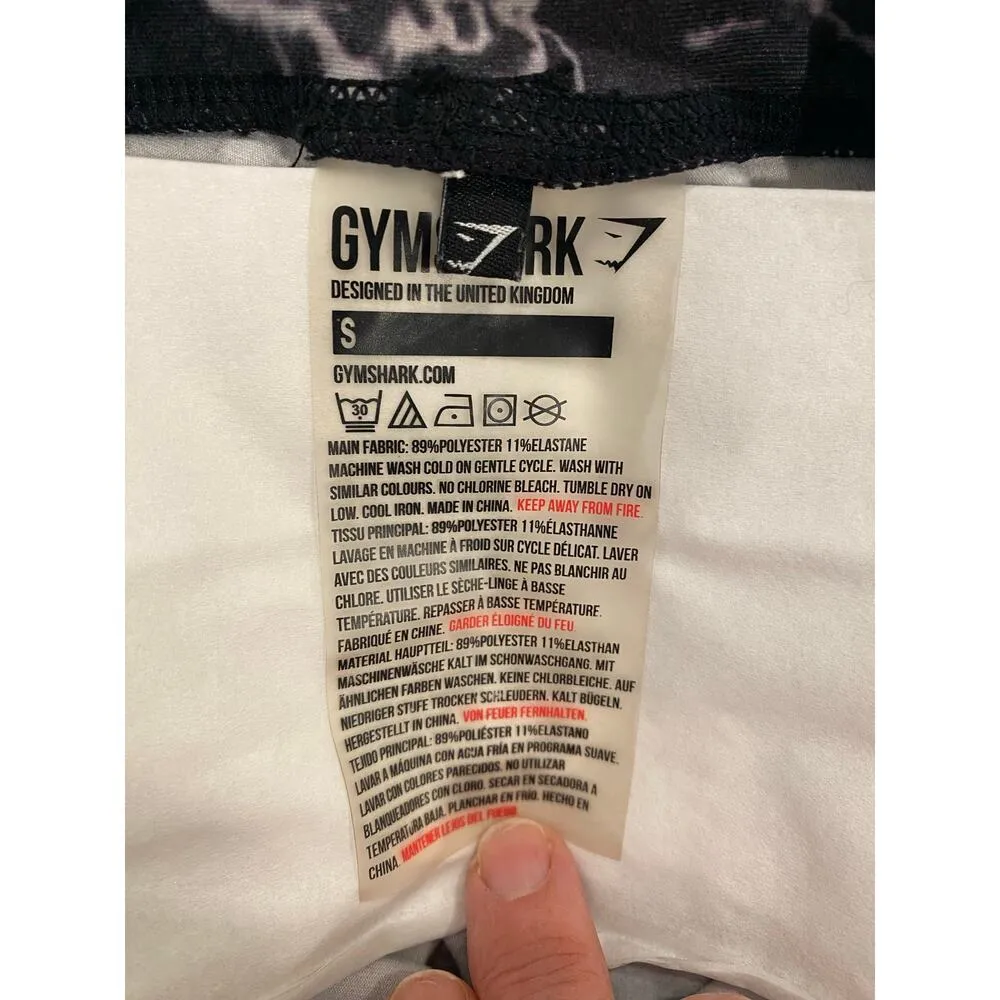 GYMSHARK
DESIGNED IN THE UNITED KINGDOM
S
GYMSHARK.COM
30
MAIN FABRIC: 89%POLYESTER 11%ELASTANE
MACHINE WASH COLD ON GENTLE CYCLE. WASH WITH
SIMILAR COLOURS. NO CHLORINE BLEACH. TUMBLE DRY ON
LOW. COOL IRON. MADE IN CHINA. KEEP AWAY FROM FIRE.
TISSU PRINCIPAL: 89%POLYESTER 11%ÉLASTHANNE
LAVAGE EN MACHINE À FROID SUR CYCLE DÉLICAT. LAVER
AVEC DES COULEURS SIMILAIRES. NE PAS BLANCHIR AU
CHLORE. UTILISER LE SÈCHE-LINGE À BASSE
TEMPÉRATURE. REPASSER À BASSE TEMPÉRATURE.
FABRIQUÉ EN CHINE. GARDER ÉLOIGNÉ DU FEU.
MATERIAL HAUPTTEIL: 89%POLYESTER 11%ELASTHAN
MASCHINENWÄSCHE KALT IM SCHONWASCHGANG. MIT
ÄHNLICHEN FARBEN WASCHEN. KEINE CHLORBLEICHE. AUF
NIEDRIGER STUFE TROCKEN SCHLEUDERN. KALT BÜGELN.
HERGESTELLT IN CHINA. VON FEUER FERNHALTEN.
TEJIDO PRINCIPAL: 89%POLIÉSTER 11%ELASTANO
LAVAR A MÁQUINA CON AGUA FRÍA EN PROGRAMA SUAVE.
LAVAR CON COLORES PARECIDOS. NO UTILIZAR
BLANQUEADORES CON CLORO. SECAR EN SECADORA A
TEMPERATURA BAJA. PLANCHAR EN FRÍO. HECHO EN
CHINA. MANTENER LEJOS DEL FUEGO.